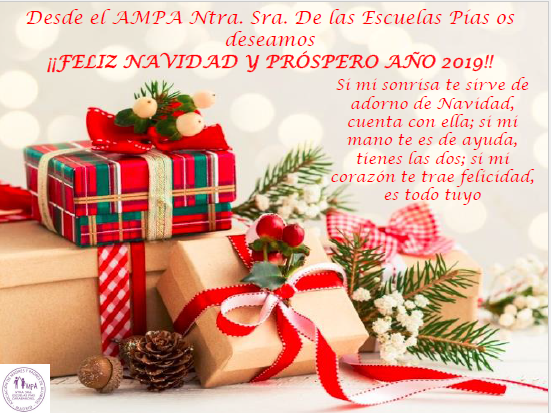 Desde el AMPA Ntra. Sra. De las Escuelas Pías os
deseamos
¡¡FELIZ NAVIDAD Y PRÓSPERO AÑO 2019!!
Si mi sonrisa te sirve de
adorno de Navidad,
cuenta con ella; si mi
mano te es de ayuda,
tienes las dos; si mi
corazón te trae felicidad,
es todo tuyo